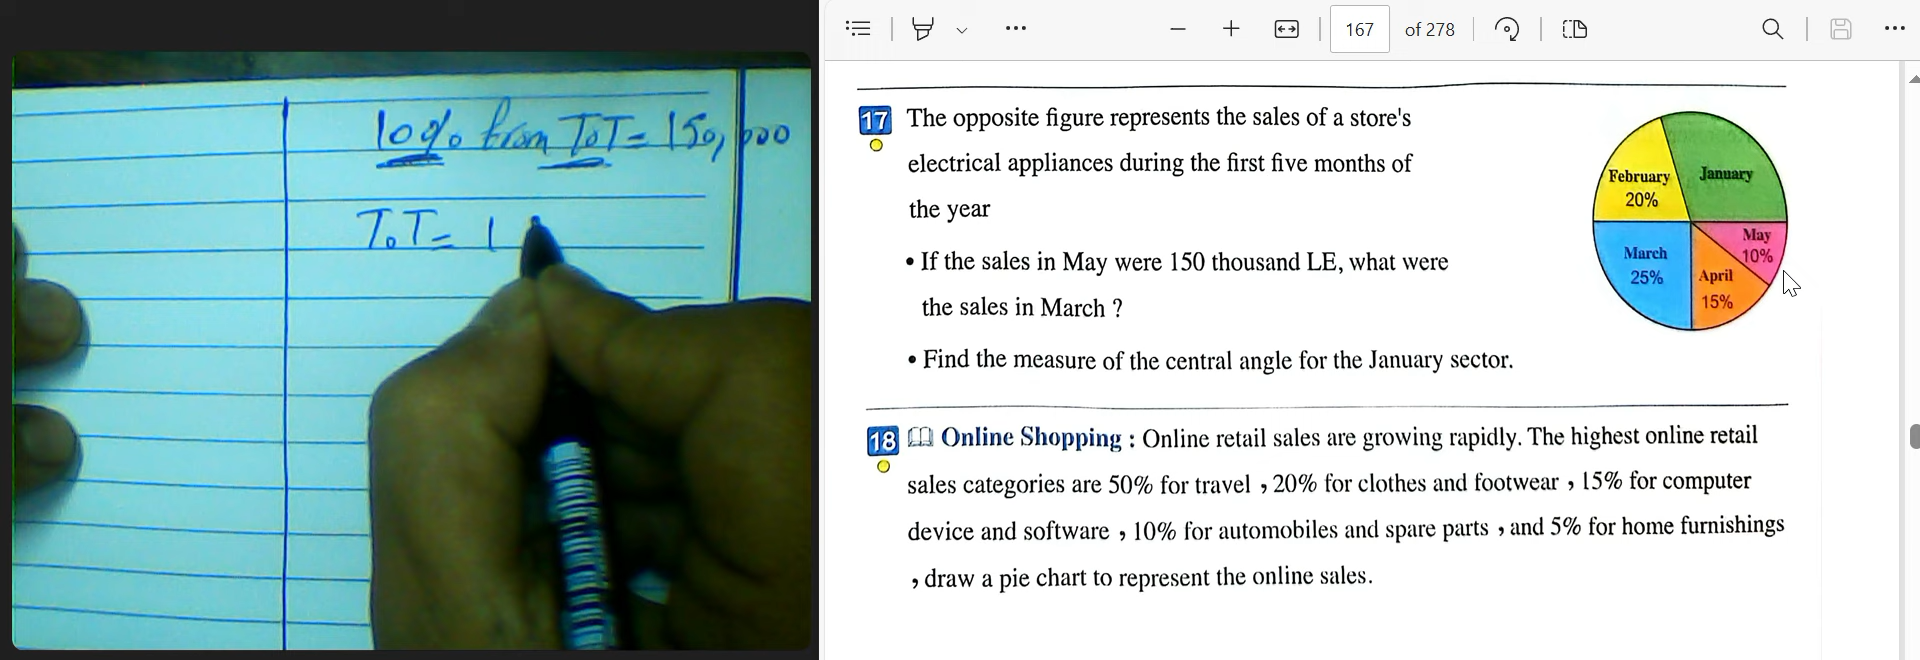 10% from ToT = 150,000
ToT = 1
167 of 278
17 The opposite figure represents the sales of a store's
electrical appliances during the first five months of
the year
• If the sales in May were 150 thousand LE, what were
the sales in March ?
• Find the measure of the central angle for the January sector.
February
20%
January
March
25%
April
15%
May
10%
18 Online Shopping : Online retail sales are growing rapidly. The highest online retail
sales categories are 50% for travel , 20% for clothes and footwear , 15% for computer
device and software , 10% for automobiles and spare parts , and 5% for home furnishings
, draw a pie chart to represent the online sales.